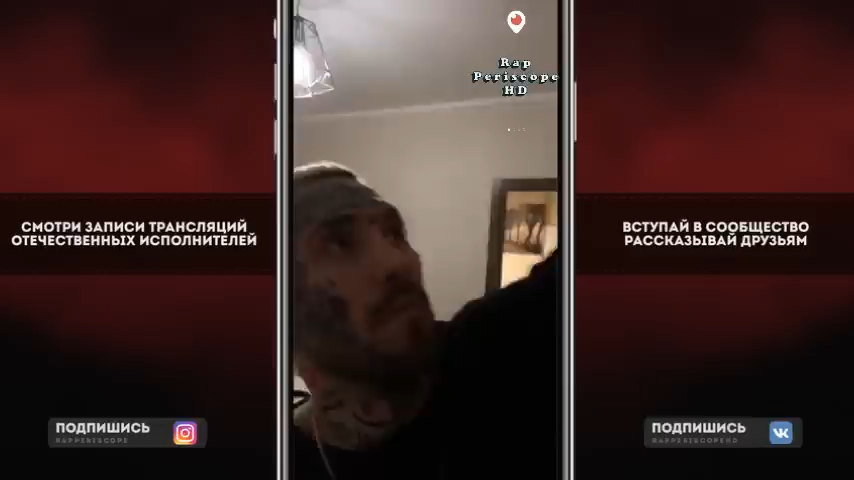 Rap
Periscope
HD
СМОТРИ ЗАПИСИ ТРАНСЛЯЦИЙ
ОТЕЧЕСТВЕННЫХ ИСПОЛНИТЕЛЕЙ
ВСТУПАЙ В СООБЩЕСТВО
РАССКАЗЫВАЙ ДРУЗЬЯМ
ПОДПИШИСЬ
RAPPERISCOPE
ПОДПИШИСЬ
RAPPERISCOPEHD